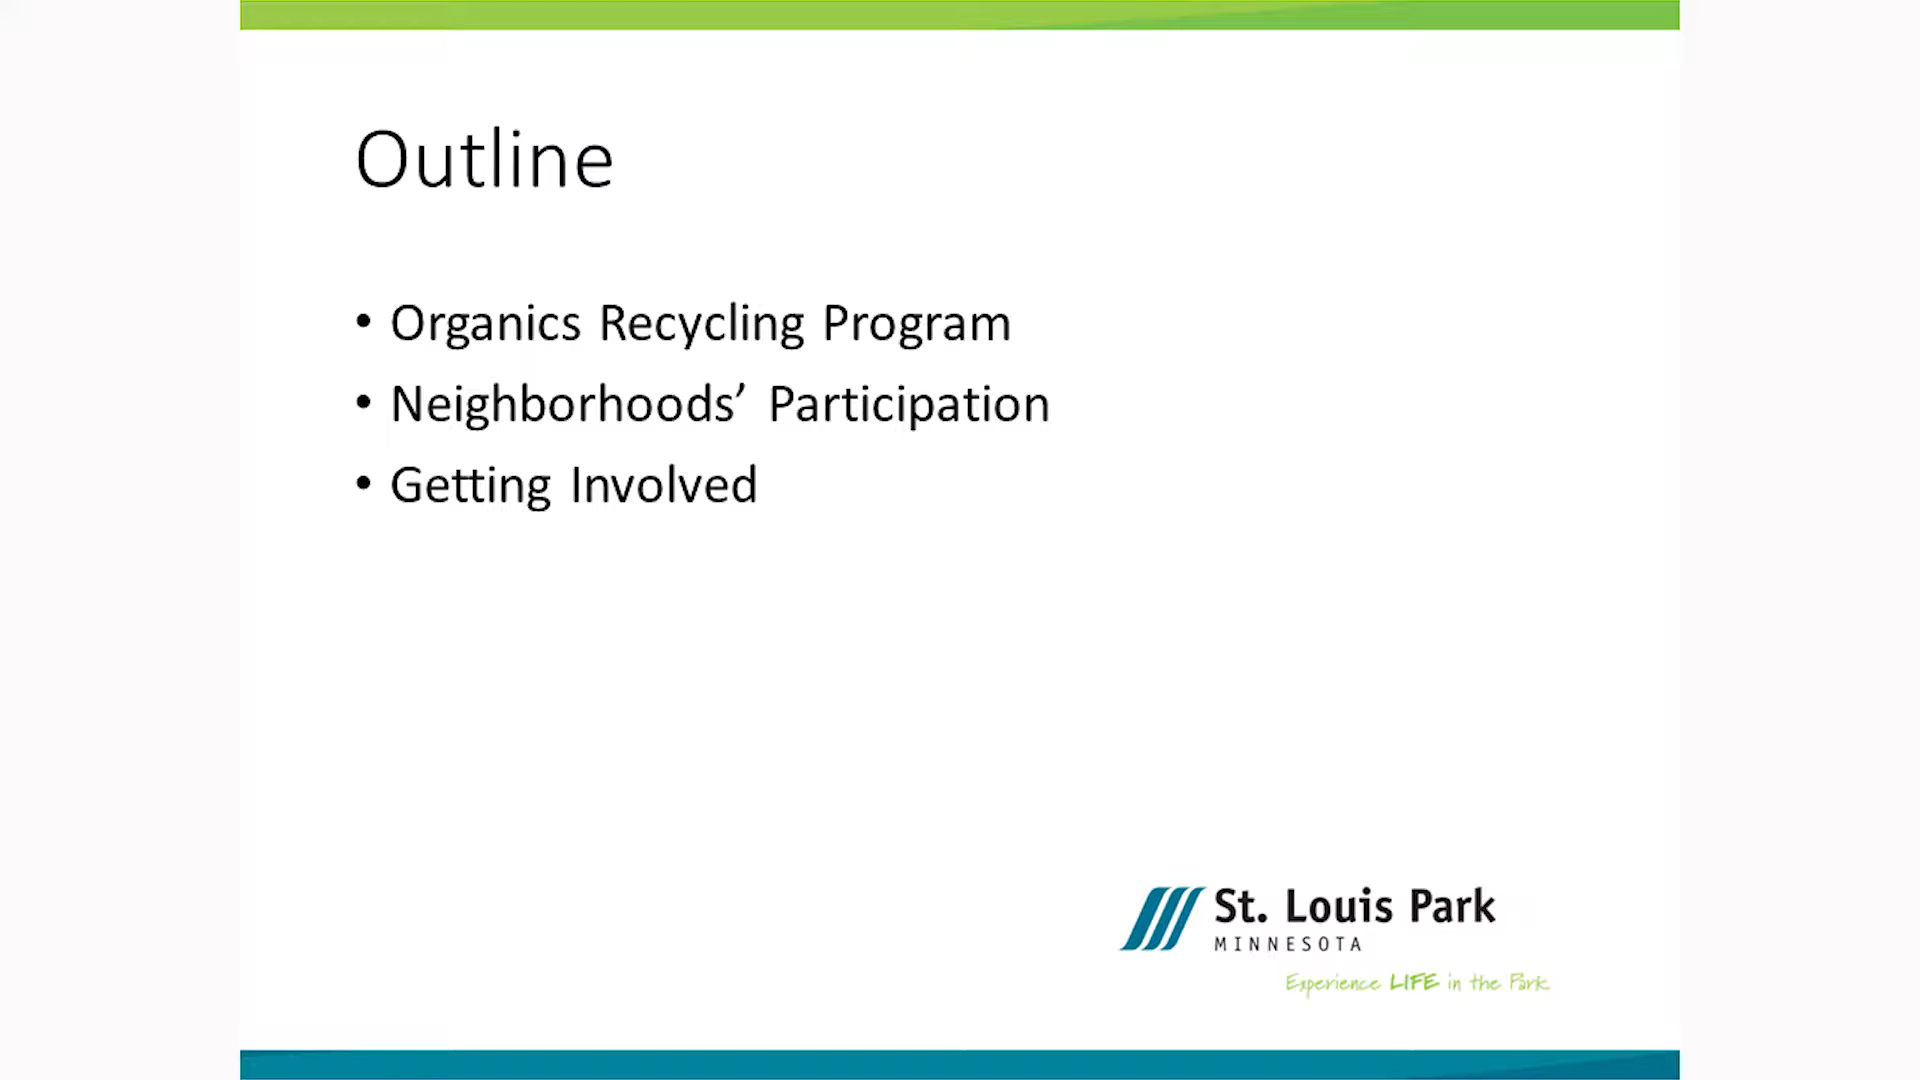 Outline
• Organics Recycling Program
• Neighborhoods’ Participation
• Getting Involved
St. Louis Park
MINNESOTA
Experience LIFE in the Park